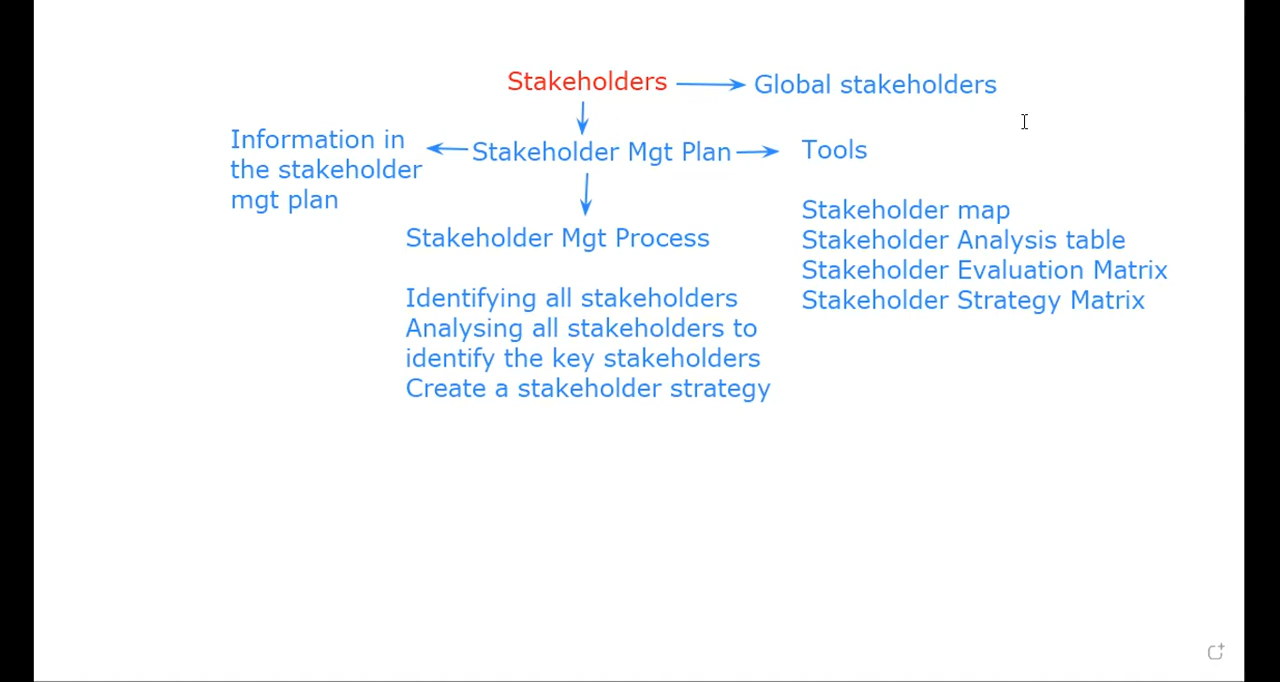 Stakeholders
Global stakeholders
Information in
the stakeholder
mgt plan
Stakeholder Mgt Plan
Tools
Stakeholder map
Stakeholder Analysis table
Stakeholder Evaluation Matrix
Stakeholder Strategy Matrix
Stakeholder Mgt Process
Identifying all stakeholders
Analysing all stakeholders to
identify the key stakeholders
Create a stakeholder strategy